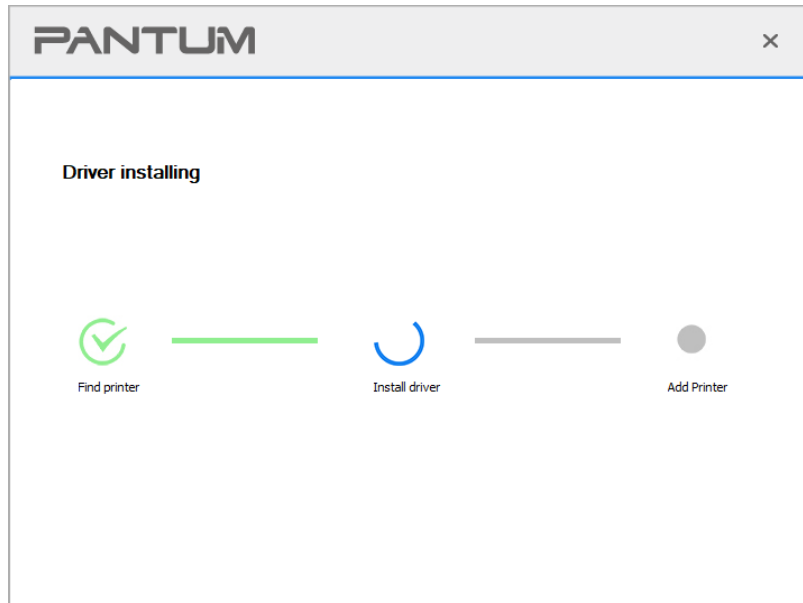 PANTUM
Driver installing
Find printer
Install driver
Add Printer